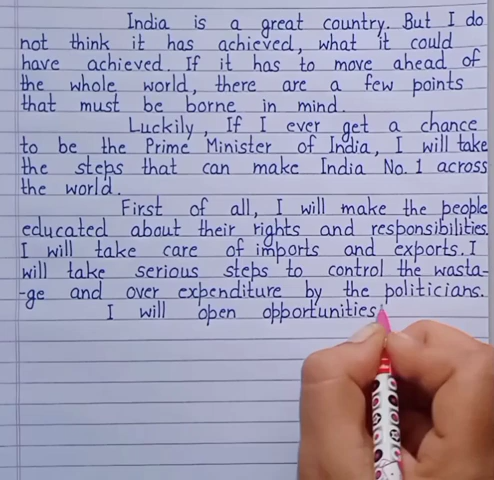 India is a great country. But I do
not think it has achieved, what it could
have achieved. If it has to move ahead of
the whole world, there are a few points
that must be borne in mind.
Luckily, If I ever get a chance
to be the Prime Minister of India, I will take
the steps that can make India No. 1 across
the world.
First of all, I will make the people
educated about their rights and responsibilities.
I will take care of imports and exports. I
will take serious steps to control the wasta-
-ge and over expenditure by the politicians.
I will open opportunities